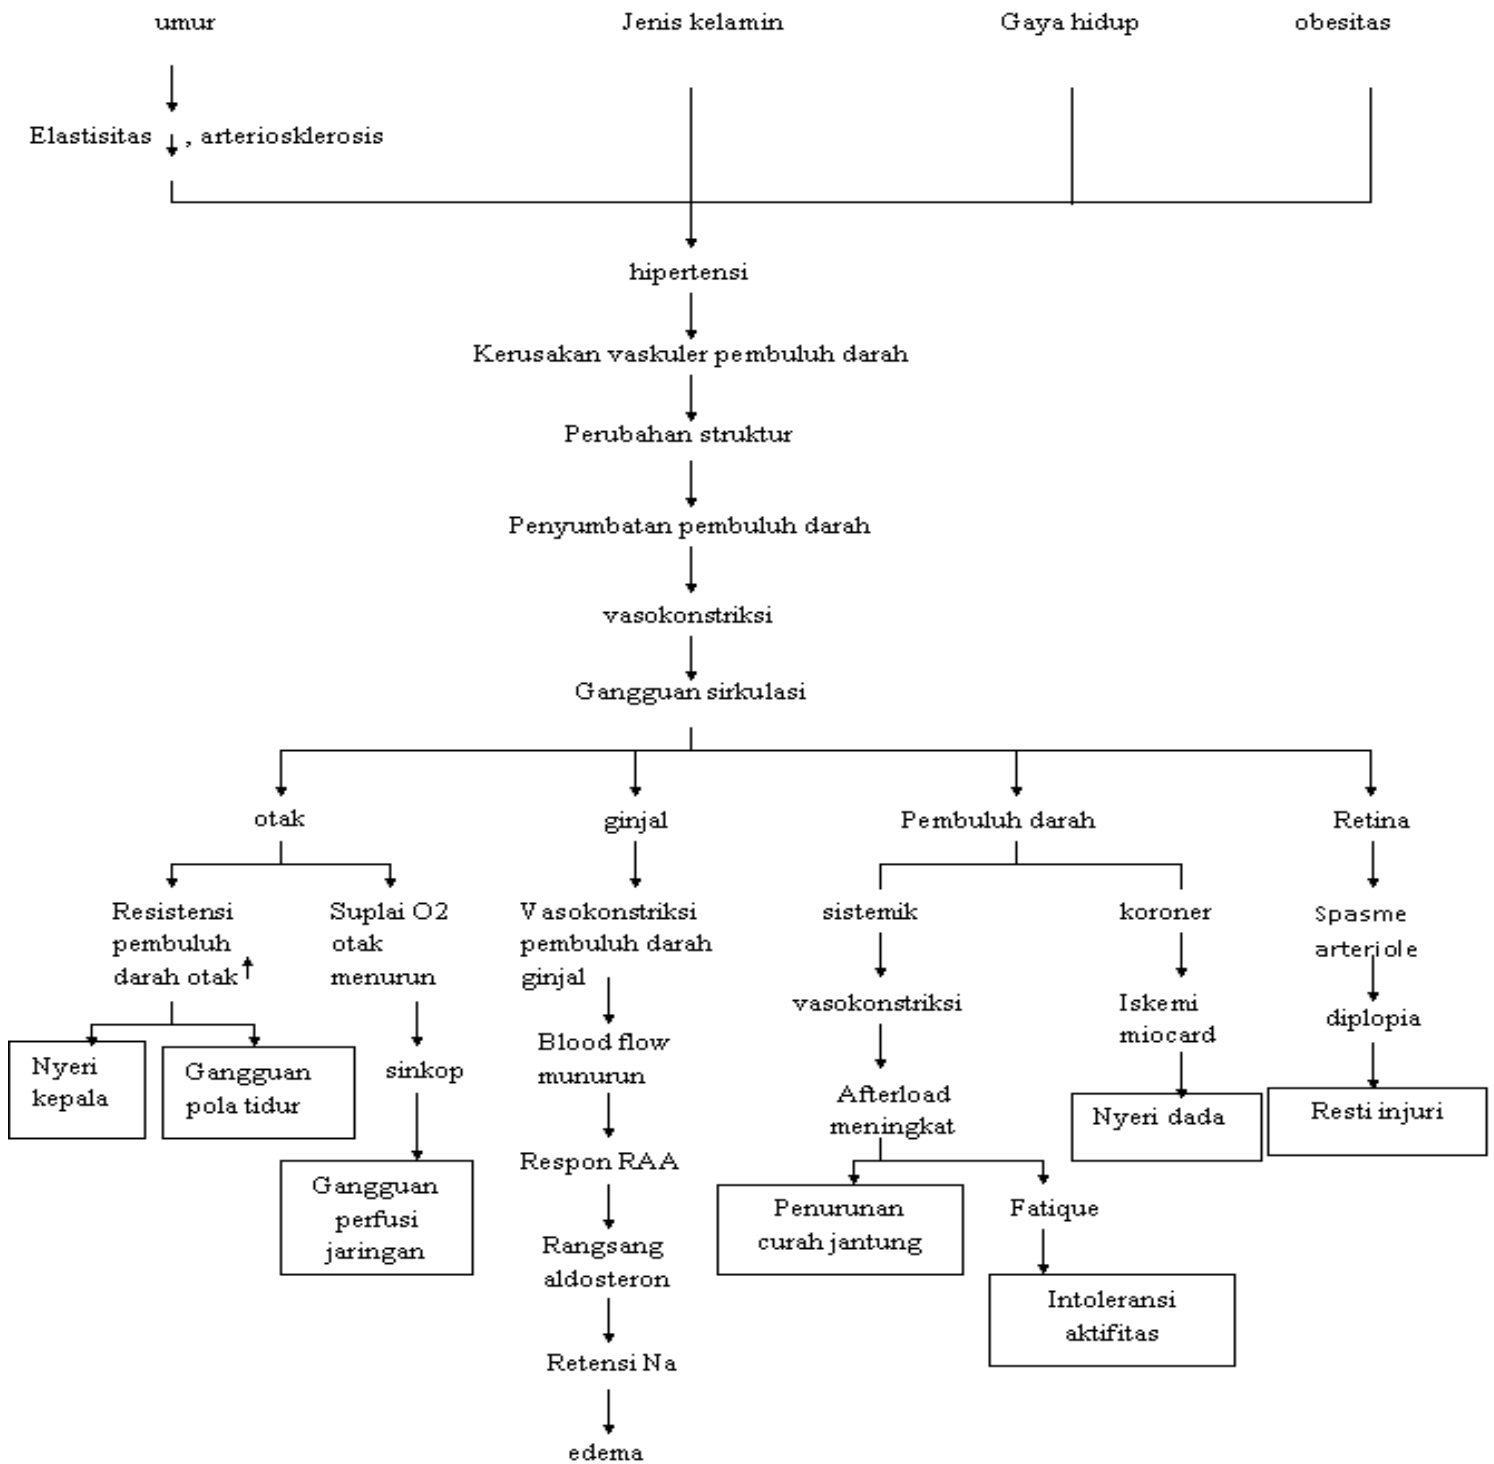 umur
Jenis kelamin
Gaya hidup
obesitas
Elastisitas ↓ , arteriosklerosis
hipertensi
Kerusakan vaskuler pembuluh darah
Perubahan struktur
Penyumbatan pembuluh darah
vasokonstriksi
Gangguan sirkulasi
otak
ginjal
Pembuluh darah
Retina
Resistensi
pembuluh
darah otak ↑
Suplai O2
otak
menurun
Vasokonstriksi
pembuluh darah
ginjal
sistemik
koroner
Spasme
arteriole
vasokonstriksi
Iskemi
miocard
diplopia
Nyeri
kepala
Gangguan
pola tidur
sinkop
Blood flow
munurun
Afterload
meningkat
Nyeri dada
Resti injuri
Gangguan
perfusi
jaringan
Respon RAA
Penurunan
curah jantung
Fatique
Rangsang
aldosteron
Intoleransi
aktifitas
Retensi Na
edema